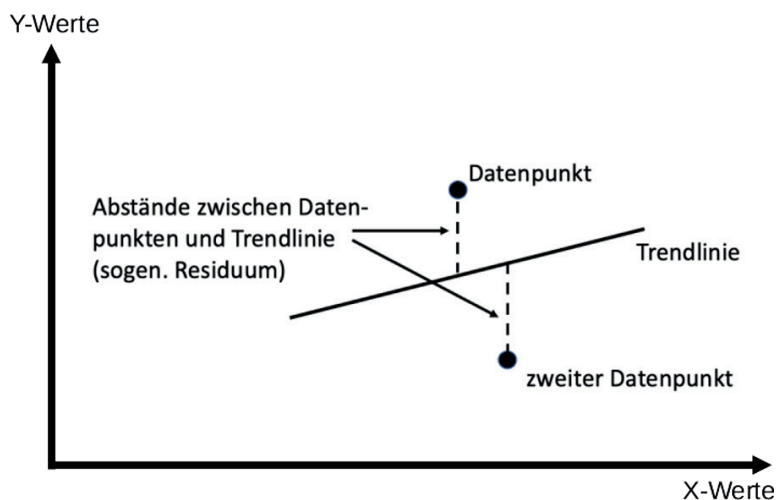 Y-Werte
Datenpunkt
Abstände zwischen Daten-
punkten und Trendlinie
(sogen. Residuum)
Trendlinie
zweiter Datenpunkt
X-Werte